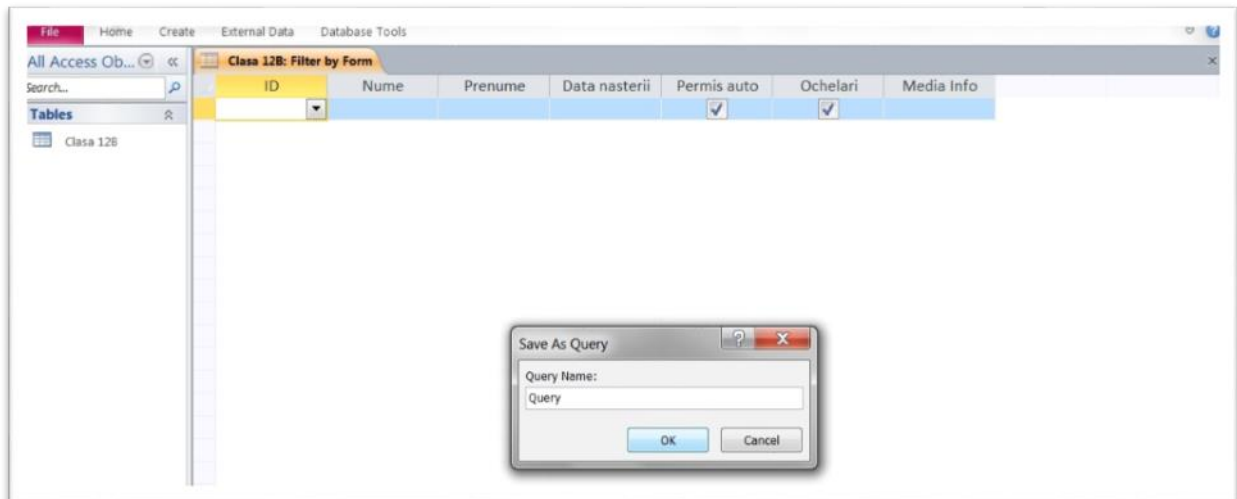 File Home Create External Data Database Tools
All Access Ob...
Clasa 12B: Filter by Form
Search...
ID Nume Prenume Data nasterii Permis auto Ochelari Media Info
Tables
Clasa 12B
Save As Query
Query Name:
Query
OK Cancel